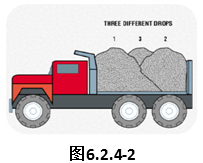 THREE DIFFERENT DROPS
1 3 2
图6.2.4-2